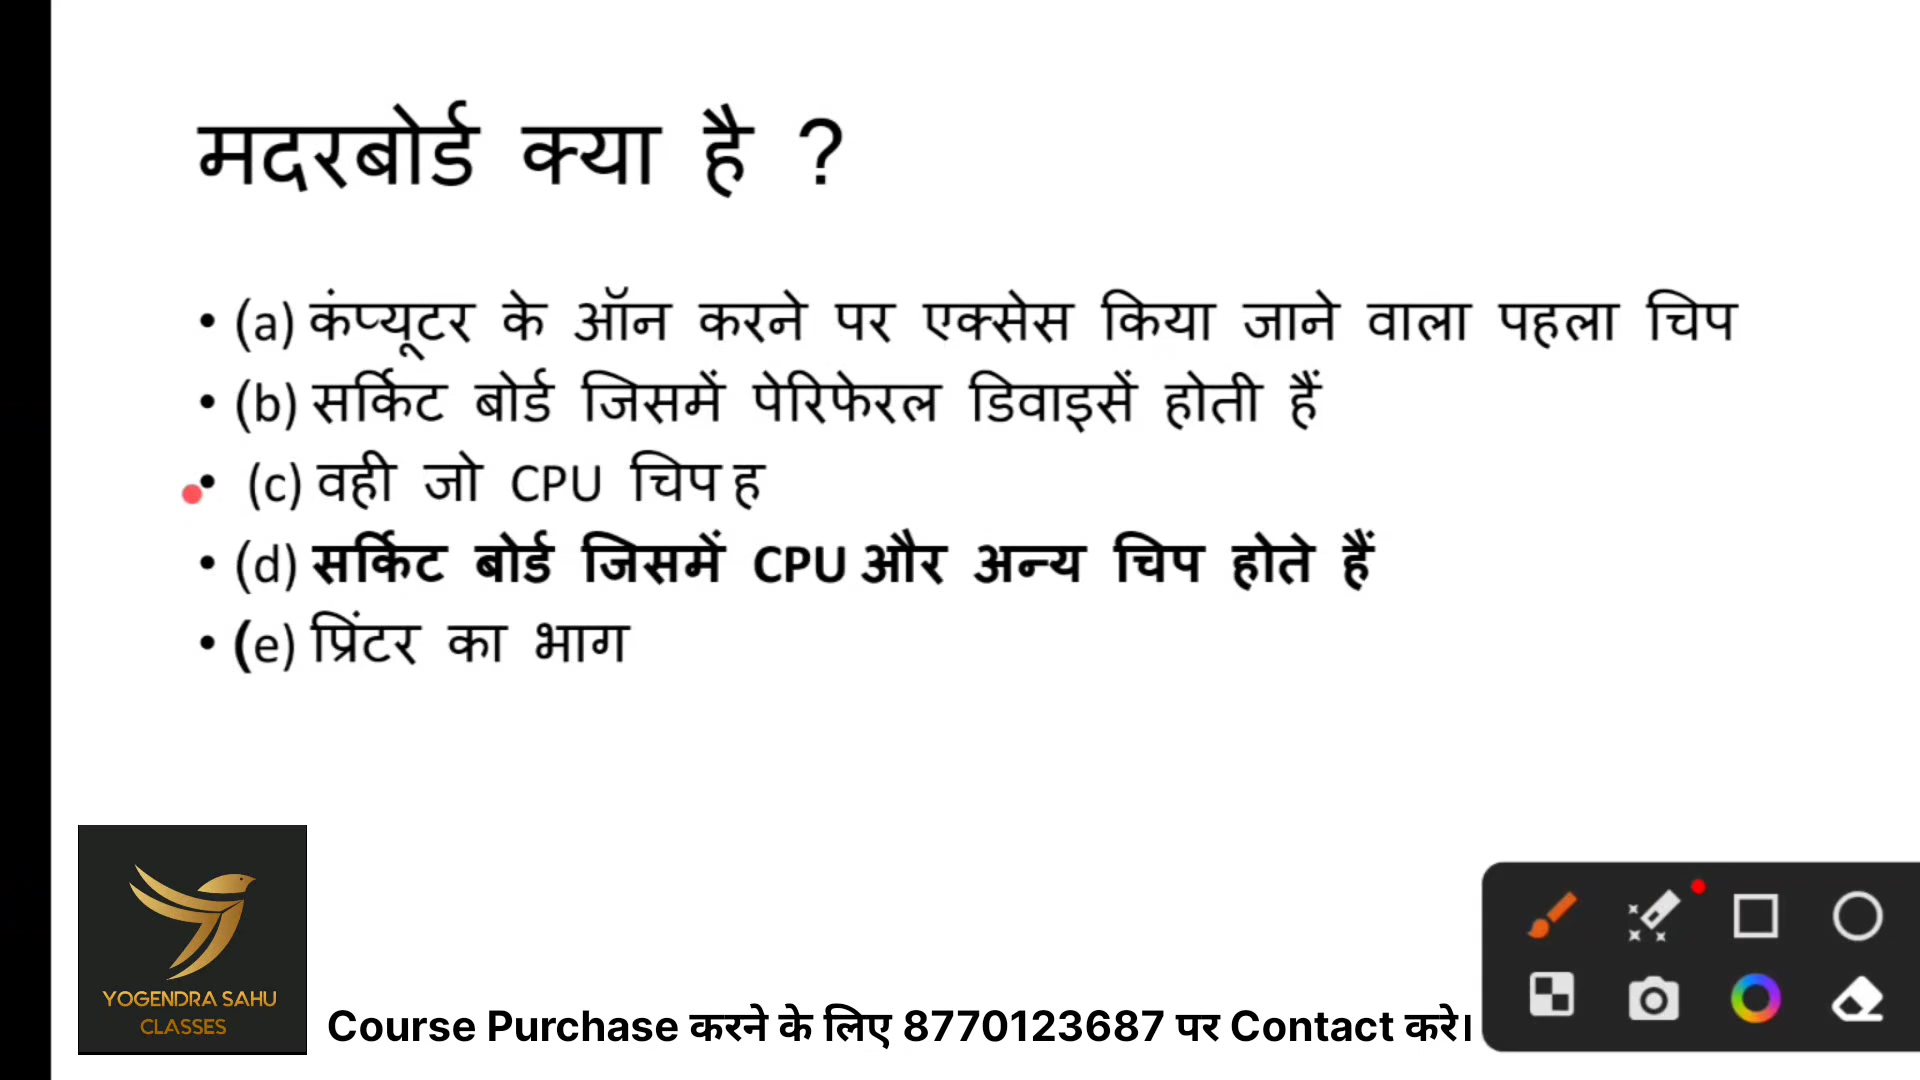 मदरबोर्ड क्या है ?
• (a) कंप्यूटर के ऑन करने पर एक्सेस किया जाने वाला पहला चिप
• (b) सर्किट बोर्ड जिसमें पेरिफेरल डिवाइसें होती हैं
• (c) वही जो CPU चिप ह
• (d) सर्किट बोर्ड जिसमें CPU और अन्य चिप होते हैं
• (e) प्रिंटर का भाग
YOGENDRA SAHU
CLASSES
Course Purchase करने के लिए 8770123687 पर Contact करे।